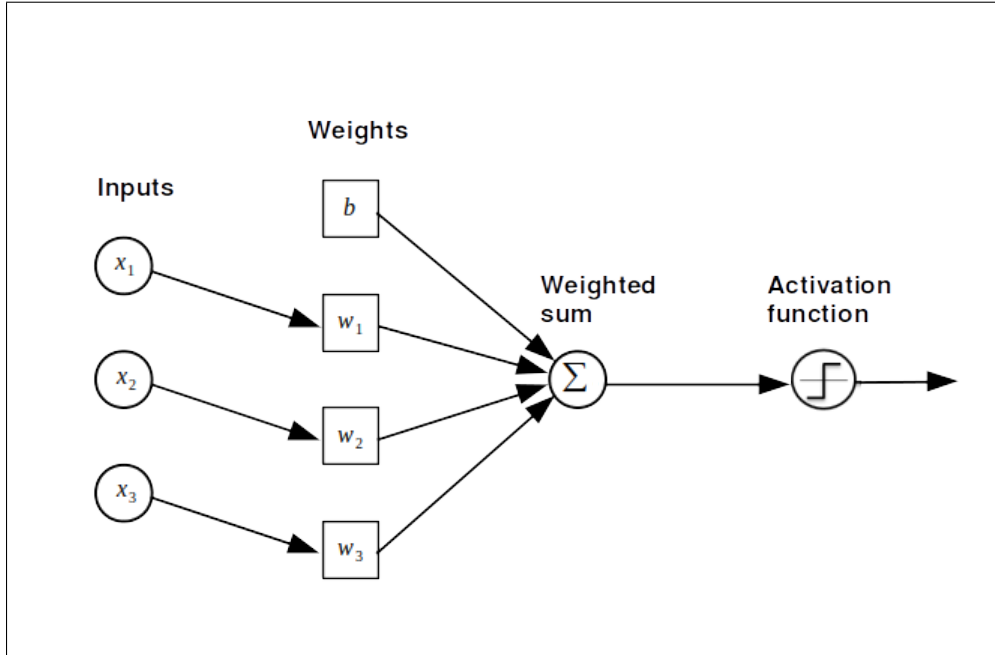 Weights
Inputs
b
x₁
Weighted
sum
Activation
function
w₁
x₂
Σ
w₂
x₃
w₃